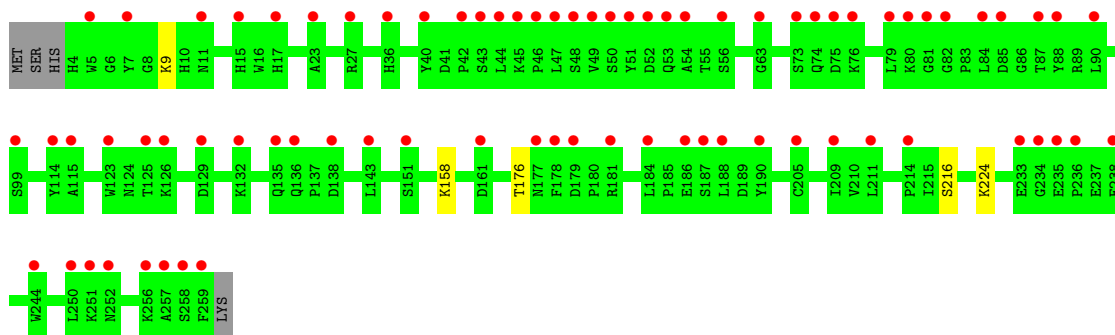 MET SER HIS H4 W5 G6 Y7 G8 K9 H10 N11 H15 W16 H17 A23 R27 H36 Y40 D41 P42 S43 L44 K45 P46 L47 S48 V49 S50 Y51 D52 Q53 A54 T55 S56 G63 S73 Q74 D75 K76 L79 K80 G81 G82 P83 L84 D85 G86 T87 Y88 R89 L90
S99 Y114 A115 W123 N124 T125 K126 D129 K132 Q135 Q136 P137 D138 L143 S151 K158 D161 T176 N177 F178 D179 P180 R181 L184 P185 E186 S187 L188 D189 Y190 C205 I209 V210 L211 P214 I215 S216 K224 E233 G234 E235 P236 E237
W244 L250 K251 N252 K256 A257 S258 F259 LYS